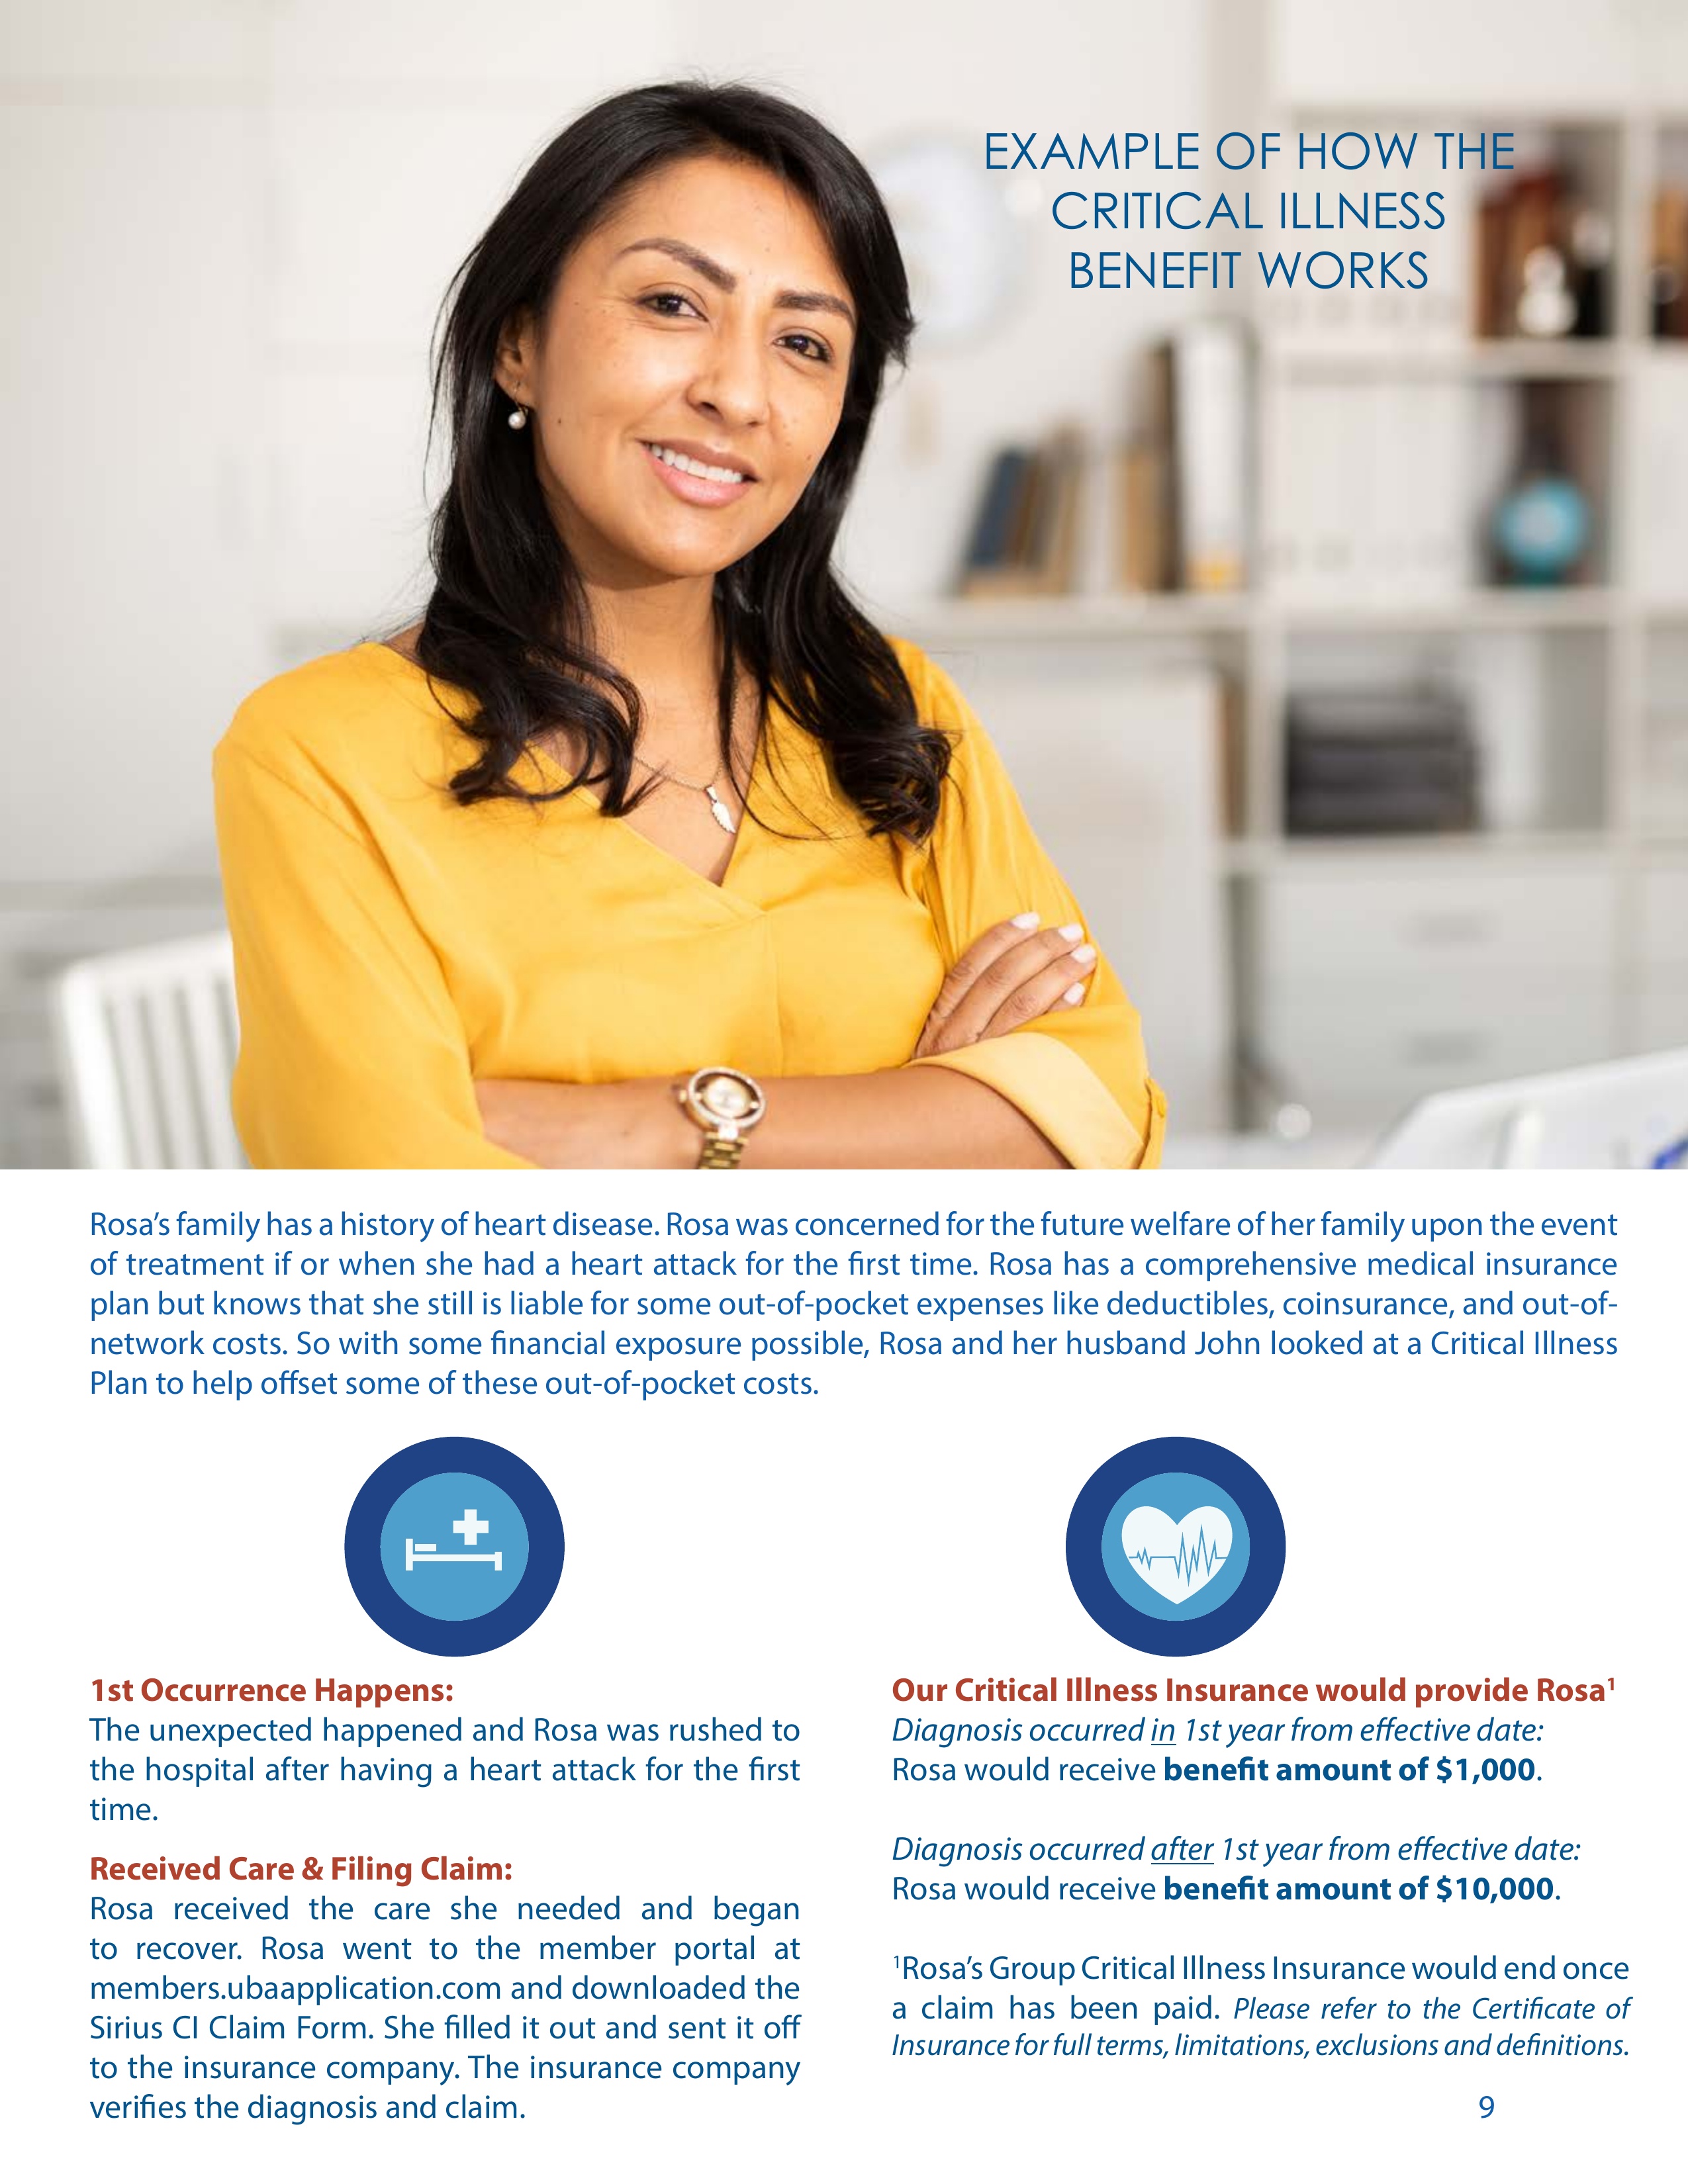 EXAMPLE OF HOW THE
CRITICAL ILLNESS
BENEFIT WORKS
Rosa’s family has a history of heart disease. Rosa was concerned for the future welfare of her family upon the event
of treatment if or when she had a heart attack for the first time. Rosa has a comprehensive medical insurance
plan but knows that she still is liable for some out-of-pocket expenses like deductibles, coinsurance, and out-of-
network costs. So with some financial exposure possible, Rosa and her husband John looked at a Critical Illness
Plan to help offset some of these out-of-pocket costs.
1st Occurrence Happens:
The unexpected happened and Rosa was rushed to
the hospital after having a heart attack for the first
time.
Received Care & Filing Claim:
Rosa received the care she needed and began
to recover. Rosa went to the member portal at
members.ubaapplication.com and downloaded the
Sirius CI Claim Form. She filled it out and sent it off
to the insurance company. The insurance company
verifies the diagnosis and claim.
Our Critical Illness Insurance would provide Rosa¹
Diagnosis occurred in 1st year from effective date:
Rosa would receive benefit amount of $1,000.
Diagnosis occurred after 1st year from effective date:
Rosa would receive benefit amount of $10,000.
¹Rosa’s Group Critical Illness Insurance would end once
a claim has been paid. Please refer to the Certificate of
Insurance for full terms, limitations, exclusions and definitions.
9